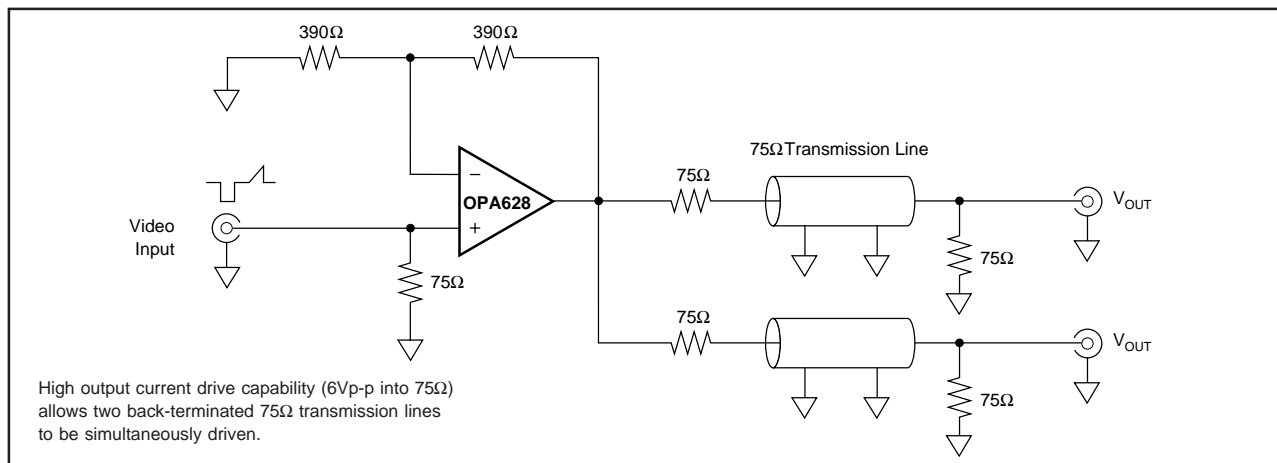 390Ω
390Ω
75Ω Transmission Line
75Ω
−
OPA628
+
V_OUT
Video
Input
75Ω
75Ω
75Ω
V_OUT
75Ω
High output current drive capability (6Vp-p into 75Ω)
allows two back-terminated 75Ω transmission lines
to be simultaneously driven.